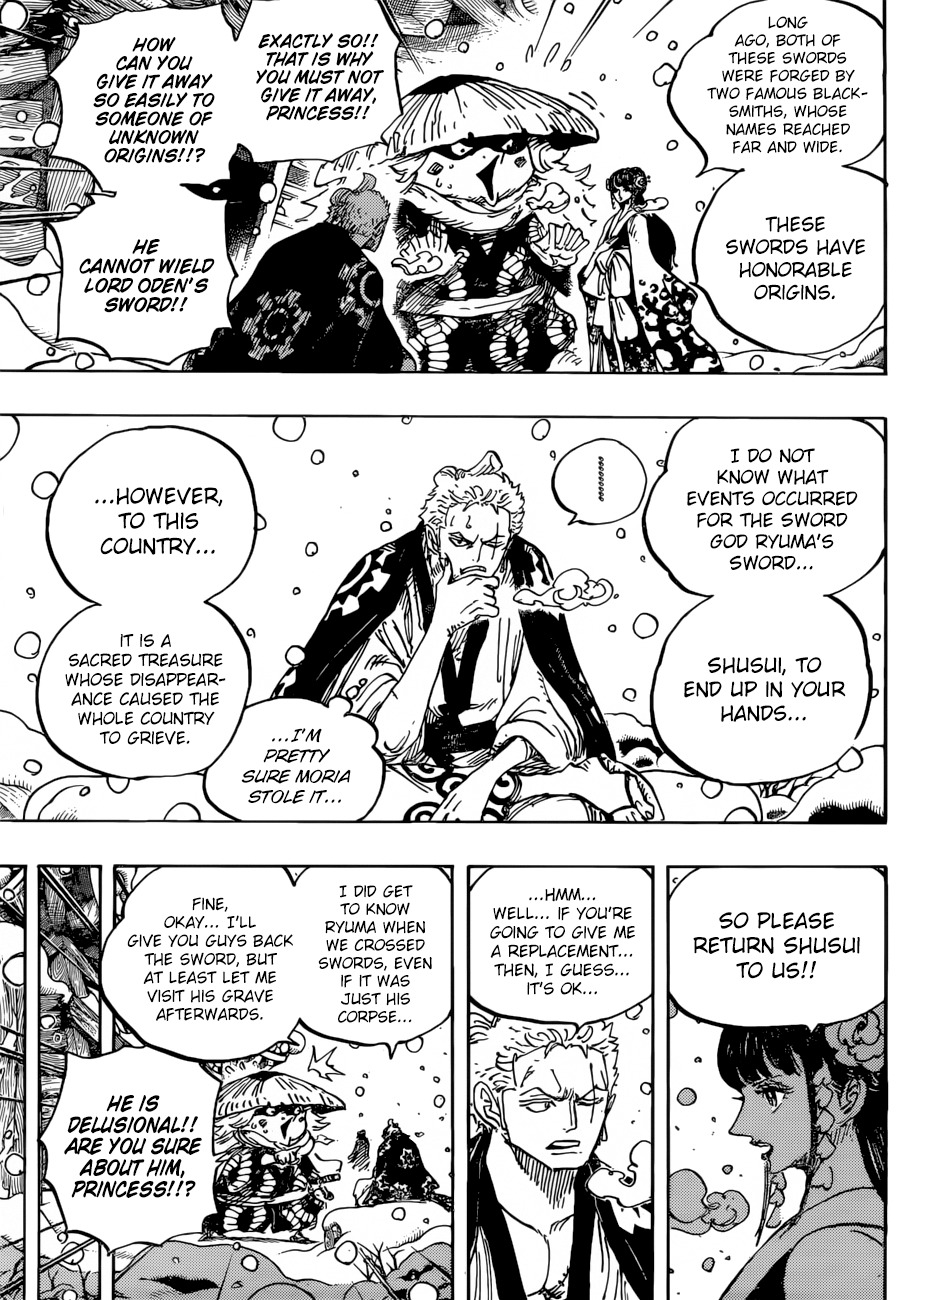 LONG
AGO, BOTH OF
THESE SWORDS
WERE FORGED BY
TWO FAMOUS BLACK-
SMITHS, WHOSE
NAMES REACHED
FAR AND WIDE.
THESE
SWORDS HAVE
HONORABLE
ORIGINS.
EXACTLY SO!!
THAT IS WHY
YOU MUST NOT
GIVE IT AWAY,
PRINCESS!!
HOW
CAN YOU
GIVE IT AWAY
SO EASILY TO
SOMEONE OF
UNKNOWN
ORIGINS!!?
HE
CANNOT WIELD
LORD ODEN'S
SWORD!!
I DO NOT
KNOW WHAT
EVENTS OCCURRED
FOR THE SWORD
GOD RYUMA'S
SWORD...
SHUSUI, TO
END UP IN YOUR
HANDS...
...HOWEVER,
TO THIS
COUNTRY...
IT IS A
SACRED TREASURE
WHOSE DISAPPEAR-
ANCE CAUSED THE
WHOLE COUNTRY
TO GRIEVE.
...I'M
PRETTY
SURE MORIA
STOLE IT...
SO PLEASE
RETURN SHUSUI
TO US!!
...HMM...
WELL... IF YOU'RE
GOING TO GIVE ME
A REPLACEMENT...
THEN, I GUESS...
IT'S OK...
I DID GET
TO KNOW
RYUMA WHEN
WE CROSSED
SWORDS, EVEN
IF IT WAS
JUST HIS
CORPSE...
FINE,
OKAY... I'LL
GIVE YOU GUYS BACK
THE SWORD, BUT
AT LEAST LET ME
VISIT HIS GRAVE
AFTERWARDS.
HE IS
DELUSIONAL!!
ARE YOU SURE
ABOUT HIM,
PRINCESS!!?